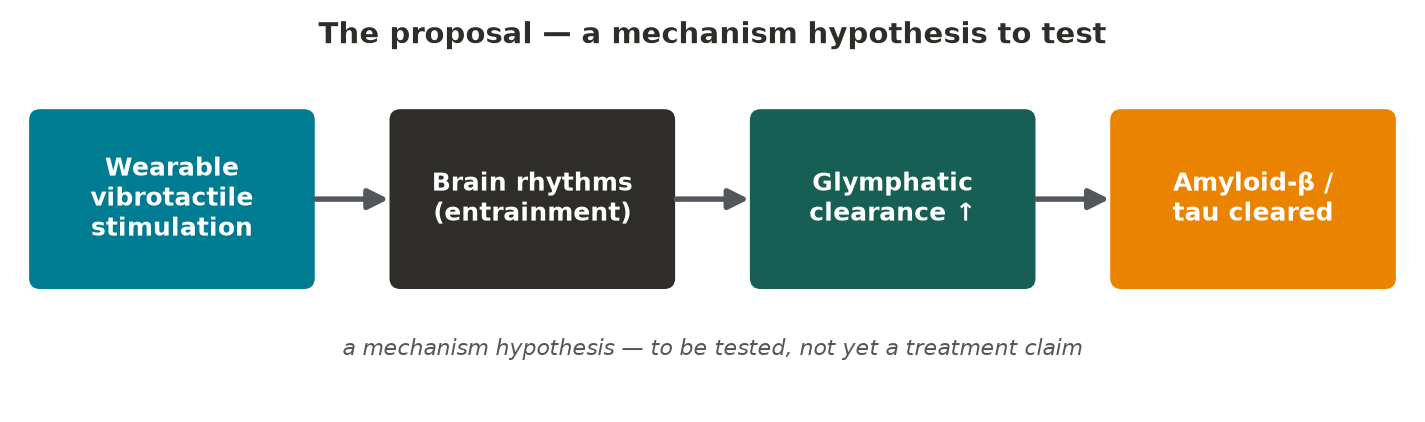 The proposal — a mechanism hypothesis to test
Wearable
vibrotactile
stimulation
Brain rhythms
(entrainment)
Glymphatic
clearance ↑
Amyloid-β /
tau cleared
a mechanism hypothesis — to be tested, not yet a treatment claim